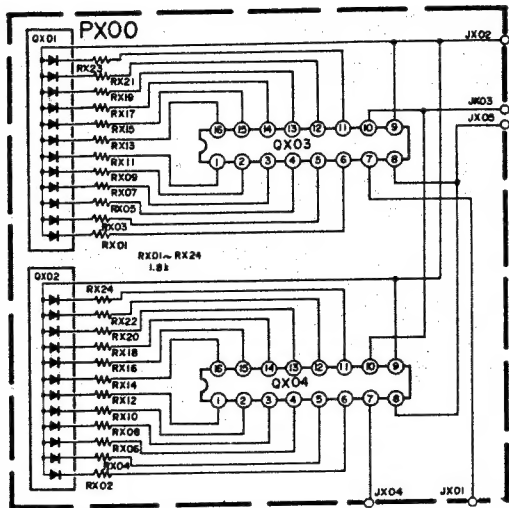 PX00
QX01
JX02
RX23
RX21
RX19
JX03
RX17
JX05
RX15
16 15 14 13 12 11 10 9
RX13
QX03
RX11
1 2 3 4 5 6 7 8
RX09
RX07
RX05
RX03
RX01
RX01~RX24
1.8k
QX02
RX24
RX22
RX20
RX18
16 15 14 13 12 11 10 9
RX16
RX14
QX04
RX12
1 2 3 4 5 6 7 8
RX10
RX08
RX06
RX04
RX02
JX04
JX01